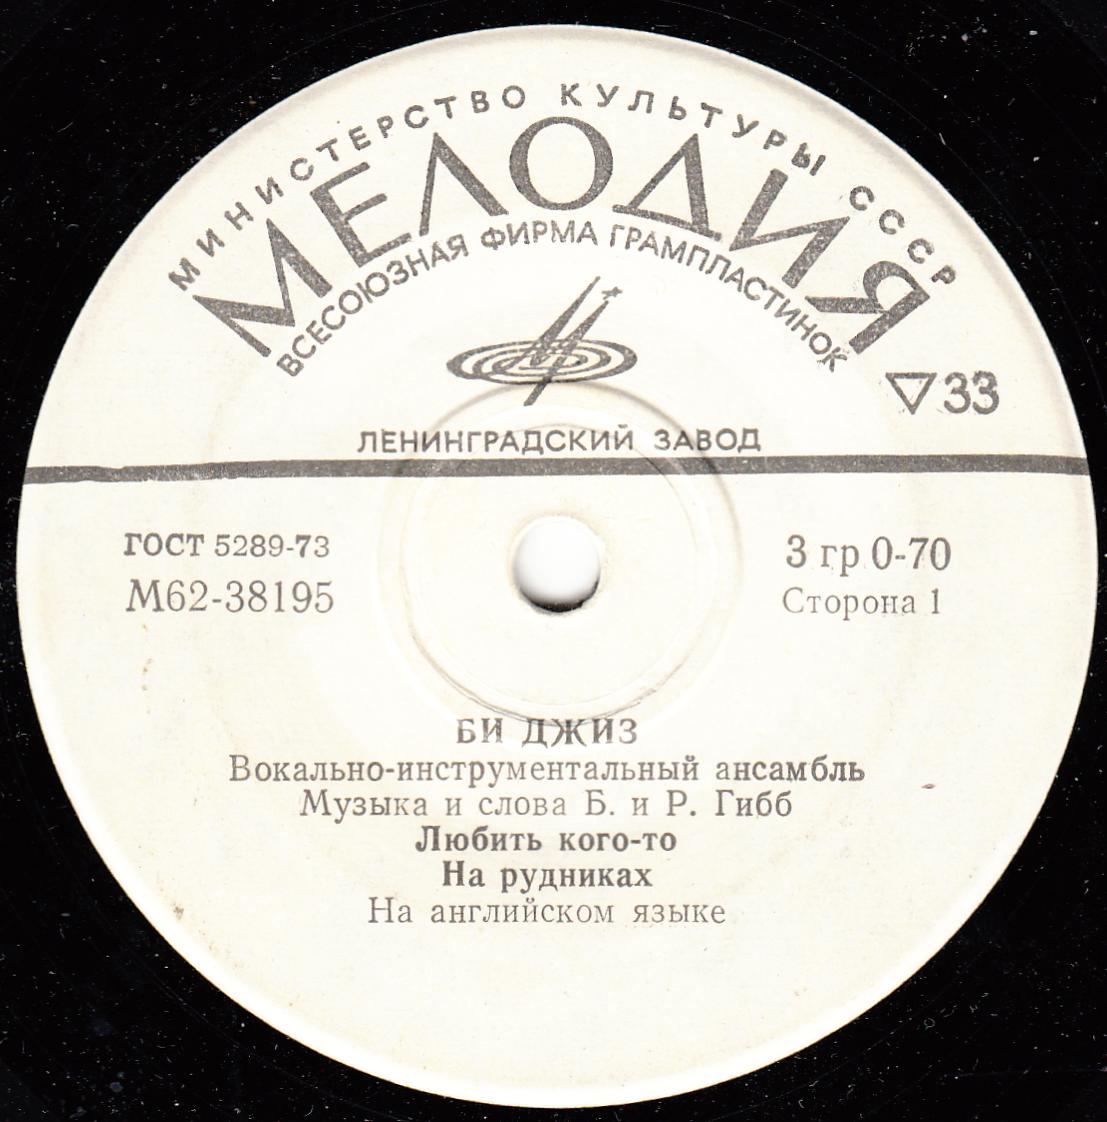 МИНИСТЕРСТВО КУЛЬТУРЫ СССР
МЕЛОДИЯ
ВСЕСОЮЗНАЯ ФИРМА ГРАМПЛАСТИНОК
▽33
ЛЕНИНГРАДСКИЙ ЗАВОД
ГОСТ 5289-73
М62-38195
3 гр 0-70
Сторона 1
БИ ДЖИЗ
Вокально-инструментальный ансамбль
Музыка и слова Б. и Р. Гибб
Любить кого-то
На рудниках
На английском языке